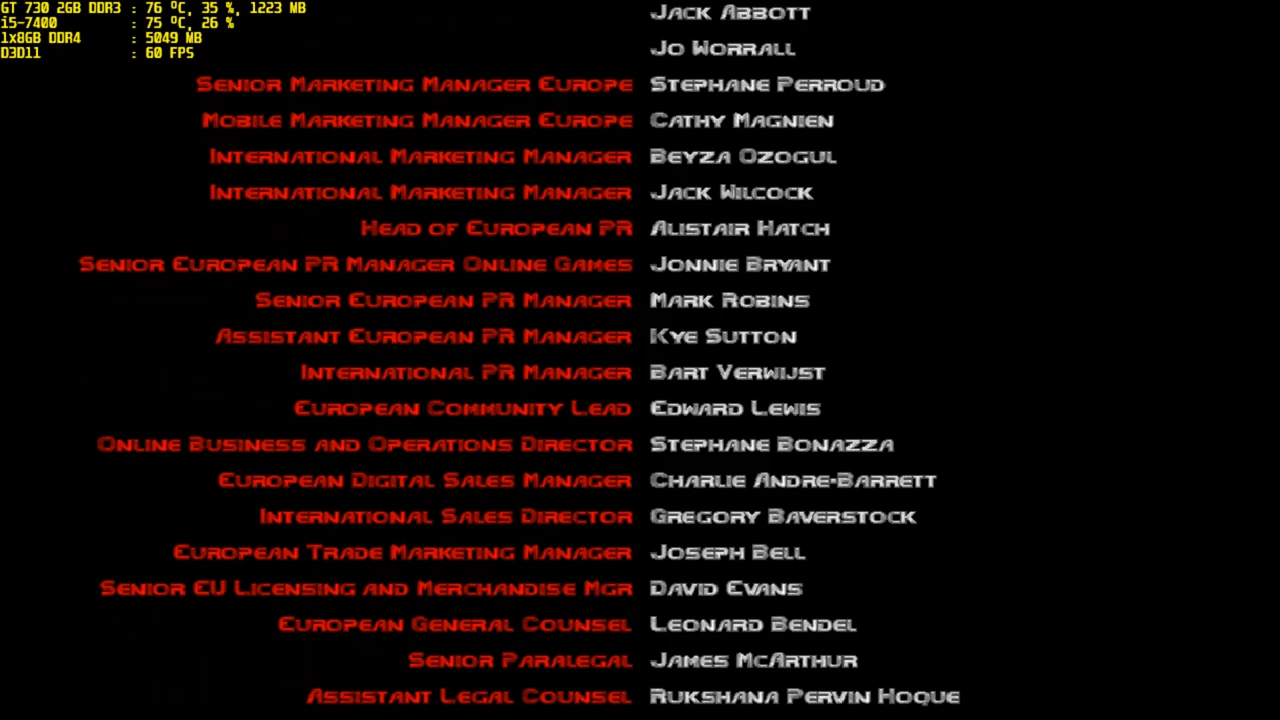 GT 730 2GB DDR3 : 76 ºC, 35 %, 1223 MB
i5-7400 : 75 ºC, 26 %
1x8GB DDR4 : 5049 MB
D3D11 : 60 FPS
Jack Abbott
Jo Worrall
Senior Marketing Manager Europe Stephane Perroud
Mobile Marketing Manager Europe Cathy Magnien
International Marketing Manager Beyza Ozogul
International Marketing Manager Jack Wilcock
Head of European PR Alistair Hatch
Senior European PR Manager Online Games Jonnie Bryant
Senior European PR Manager Mark Robins
Assistant European PR Manager Kye Sutton
International PR Manager Bart Verwijst
European Community Lead Edward Lewis
Online Business and Operations Director Stephane Bonazza
European Digital Sales Manager Charlie Andre-Barrett
International Sales Director Gregory Baverstock
European Trade Marketing Manager Joseph Bell
Senior EU Licensing and Merchandise Mgr David Evans
European General Counsel Leonard Bendel
Senior Paralegal James McArthur
Assistant Legal Counsel Rukshana Pervin Hoque